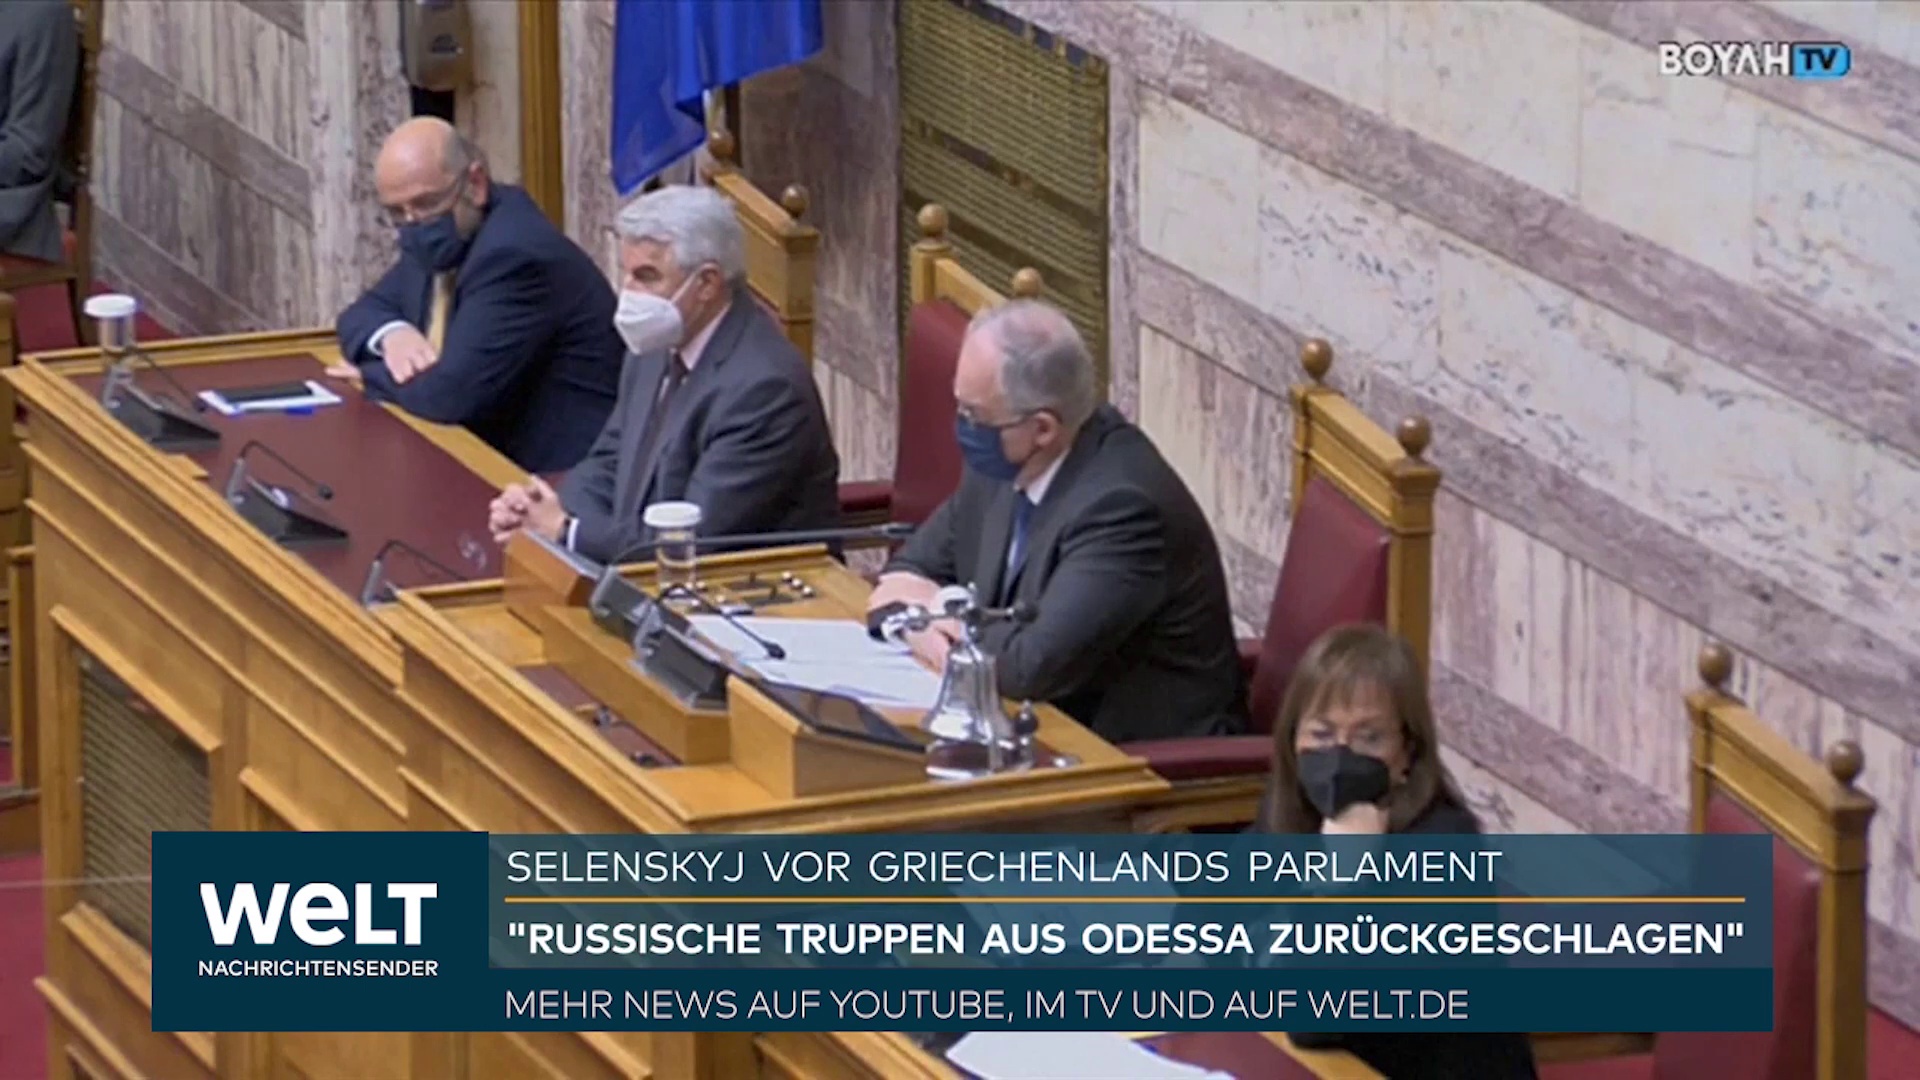 BOYAH TV
SELENSKYJ VOR GRIECHENLANDS PARLAMENT
welt
NACHRICHTENSENDER
"RUSSISCHE TRUPPEN AUS ODESSA ZURÜCKGESCHLAGEN"
MEHR NEWS AUF YOUTUBE, IM TV UND AUF WELT.DE